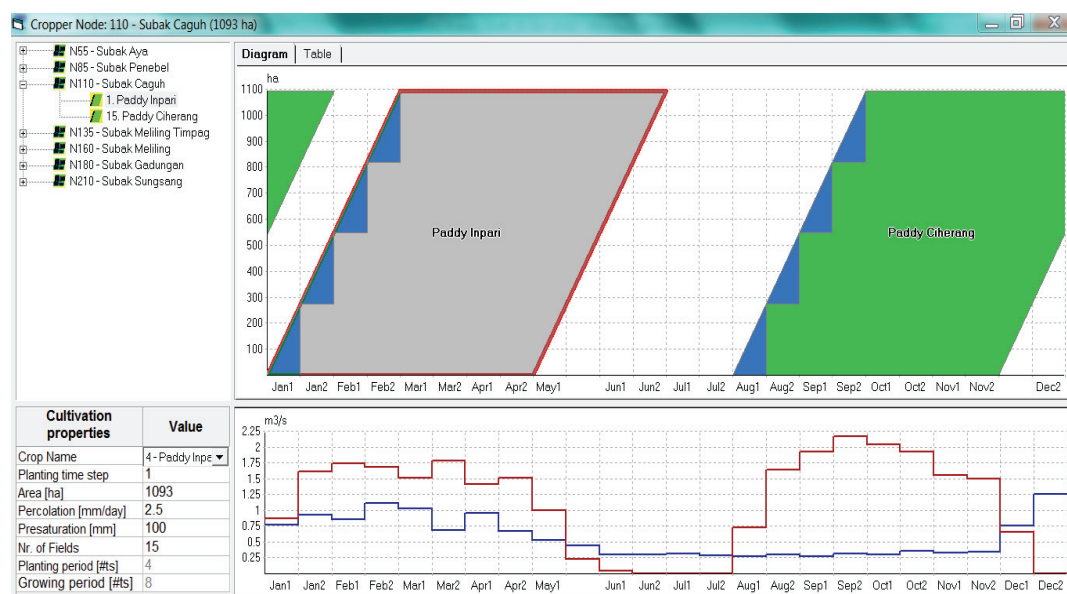 Cropper Node: 110 - Subak Caguh (1093 ha)
N55 - Subak Aya
N85 - Subak Penebel
N110 - Subak Caguh
1. Paddy Inpari
15. Paddy Ciherang
N135 - Subak Meliling Timpag
N160 - Subak Meliling
N180 - Subak Gadungan
N210 - Subak Sungsang
Diagram Table
ha
1100
1000
900
800
700
600
500
400
300
200
100
Paddy Inpari
Paddy Ciherang
Jan1 Jan2 Feb1 Feb2 Mar1 Mar2 Apr1 Apr2 May1 Jun1 Jun2 Jul1 Jul2 Aug1 Aug2 Sep1 Sep2 Oct1 Oct2 Nov1 Nov2 Dec2
Cultivation properties Value
Crop Name 4 - Paddy Inpe
Planting time step 1
Area [ha] 1093
Percolation [mm/day] 2.5
Presaturation [mm] 100
Nr. of Fields 15
Planting period [#ts] 4
Growing period [#ts] 8
m3/s
2.25
2
1.75
1.5
1.25
1
0.75
0.5
0.25
Jan1 Jan2 Feb1 Feb2 Mar1 Mar2 Apr1 Apr2 May1 Jun1 Jun2 Jul1 Jul2 Aug1 Aug2 Sep1 Sep2 Oct1 Oct2 Nov1 Nov2 Dec1 Dec2